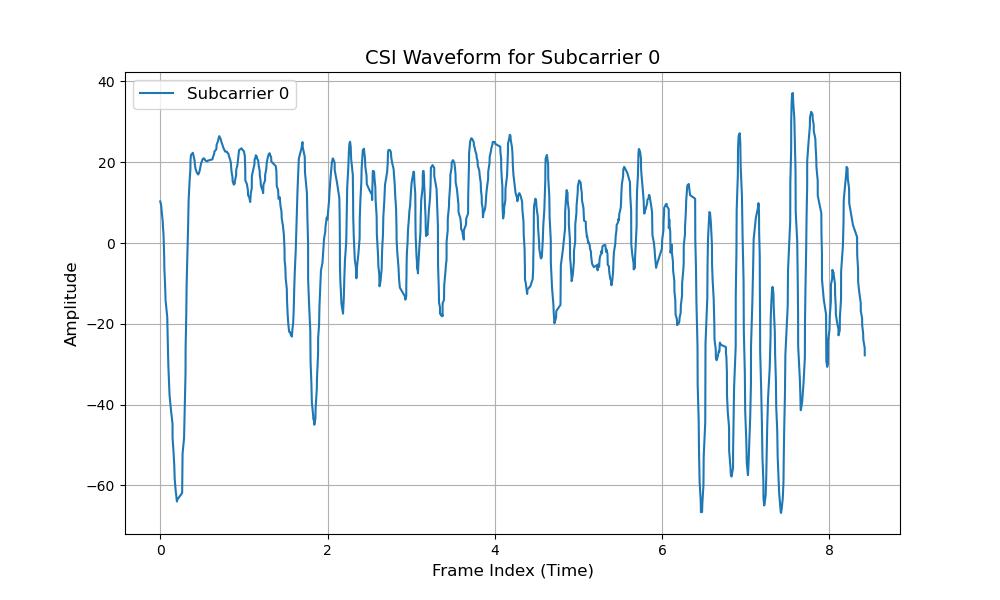 CSI Waveform for Subcarrier 0
Subcarrier 0
Amplitude
40
20
0
−20
−40
−60
0 2 4 6 8
Frame Index (Time)